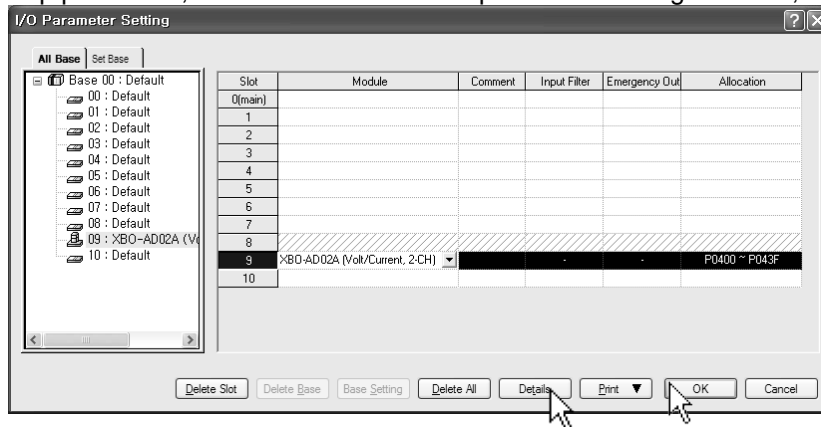 I/O Parameter Setting
All Base Set Base
Base 00 : Default
00 : Default
01 : Default
02 : Default
03 : Default
04 : Default
05 : Default
06 : Default
07 : Default
08 : Default
09 : XBO-AD02A (Vo
10 : Default
Slot Module Comment Input Filter Emergency Out Allocation
0(main)
1
2
3
4
5
6
7
8
9 XBO-AD02A (Volt/Current, 2-CH) - - P0400 ~ P043F
10
Delete Slot Delete Base Base Setting Delete All Details Print ▼ OK Cancel